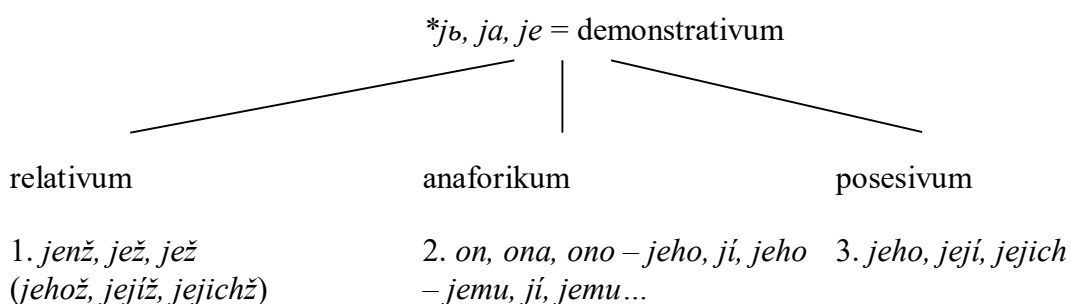 *jь, ja, je = demonstrativum
relativum anaforikum posesivum
1. jenž, jež, jež 2. on, ona, ono – jeho, jí, jeho 3. jeho, její, jejich
(jehož, jejíž, jejichž) – jemu, jí, jemu…